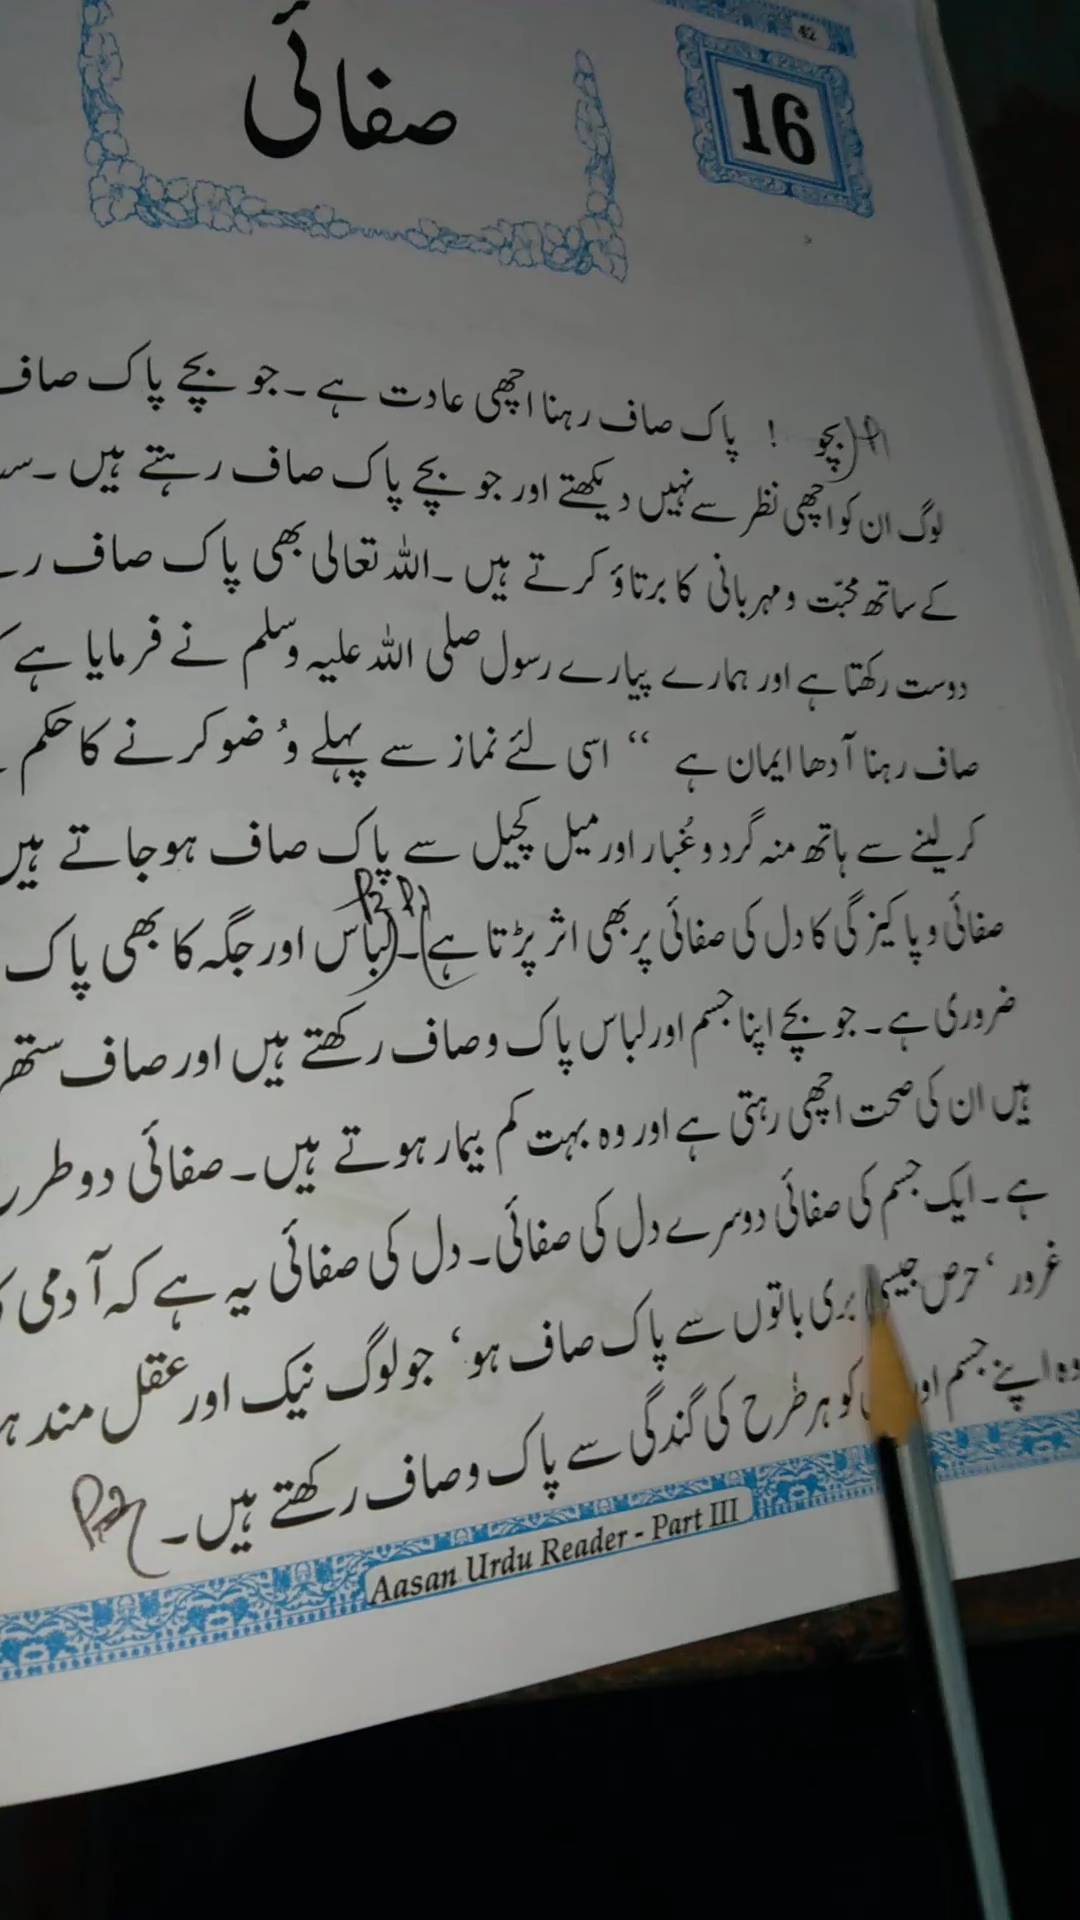 42
16
صفائی
بچو ! پاک صاف رہنا اچھی عادت ہے ۔ جو بچے پاک صاف
لوگ ان کو اچھی نظر سے نہیں دیکھتے اور جو بچے پاک صاف رہتے ہیں ۔
کے ساتھ محبّت و مہربانی کا برتاؤ کرتے ہیں ۔ اللہ تعالی بھی پاک صاف
دوست رکھتا ہے اور ہمارے پیارے رسول صلی اللہ علیہ وسلم نے فرمایا ہے
صاف رہنا آدھا ایمان ہے “ اسی لئے نماز سے پہلے وُضو کرنے کا حکم
کر لینے سے ہاتھ منہ گرد و غُبار اور میل کچیل سے پاک صاف ہو جاتے ہیں
صفائی و پاکیزگی کا دل کی صفائی پر بھی اثر پڑتا ہے ۔ لباس اور جگہ کا بھی پاک
ضروری ہے ۔ جو بچے اپنا جسم اور لباس پاک و صاف رکھتے ہیں اور صاف
ہیں ان کی صحت اچھی رہتی ہے اور وہ بہت کم بیمار ہوتے ہیں ۔ صفائی دو
ہے ۔ ایک جسم کی صفائی دوسرے دل کی صفائی ۔ دل کی صفائی یہ ہے کہ آدمی
غرور ‘ حرص جیسی بری باتوں سے پاک صاف ہو ‘ جو لوگ نیک اور عقل مند
وہ اپنے جسم کو ہر طرح کی گندگی سے پاک و صاف رکھتے ہیں ۔
Aasan Urdu Reader - Part III